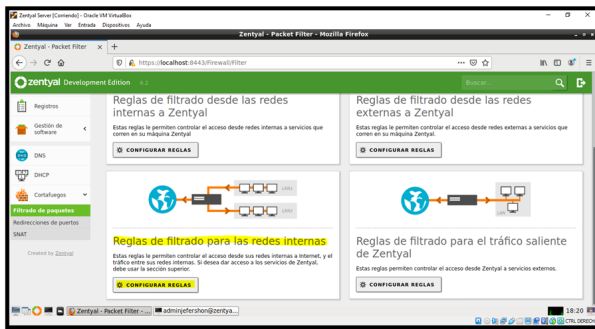 Zentyal Server [Corriendo] - Oracle VM VirtualBox
Archivo Máquina Ver Entrada Dispositivos Ayuda
Zentyal - Packet Filter - Mozilla Firefox
Zentyal - Packet Filter
https://localhost:8443/Firewall/Filter
zentyal Development Edition 6.2
Buscar...
Registros
Gestión de software
DNS
DHCP
Cortafuegos
Filtrado de paquetes
Redirecciones de puertos
SNAT
Created by Zentyal
Reglas de filtrado desde las redes
internas a Zentyal
Estas reglas le permiten controlar el acceso desde redes internas a servicios que
corren en su máquina Zentyal
CONFIGURAR REGLAS
Reglas de filtrado desde las redes
externas a Zentyal
Estas reglas le permiten controlar el acceso desde redes externas a servicios que
corren en su máquina Zentyal
CONFIGURAR REGLAS
LAN1
LAN2
Reglas de filtrado para las redes internas
Estas reglas le permiten controlar el acceso desde sus redes internas a Internet, y el
tráfico entre sus redes internas. Si desea dar acceso a los servicios de Zentyal,
debe usar la sección superior.
CONFIGURAR REGLAS
LAN
Reglas de filtrado para el tráfico saliente
de Zentyal
Estas reglas permiten controlar el acceso desde Zentyal a servicios externos.
CONFIGURAR REGLAS
Zentyal - Packet Filter - ...
adminjefershon@zentya...
18:20
CTRL DERECHA